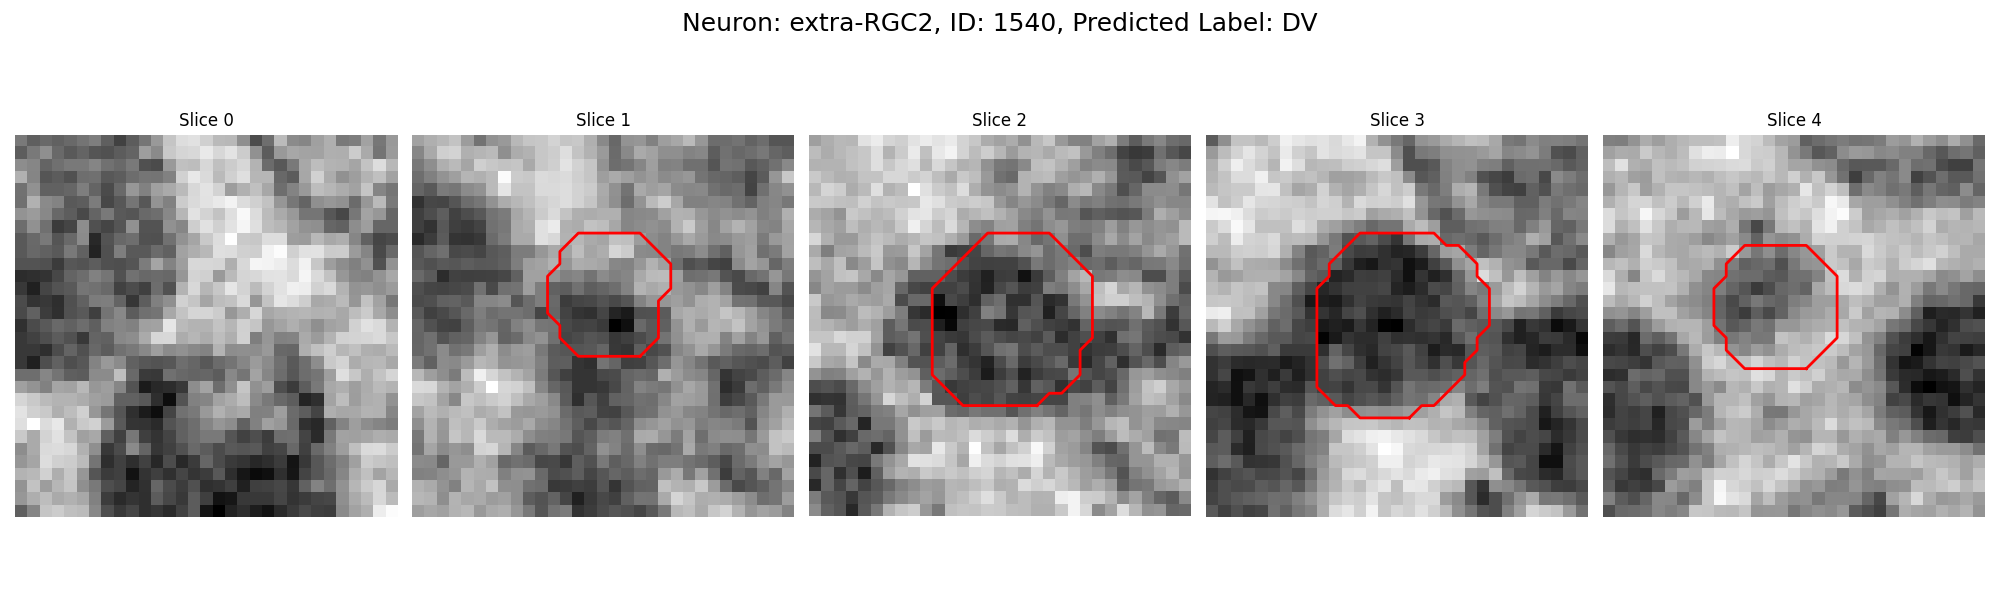 Neuron: extra-RGC2, ID: 1540, Predicted Label: DV
Slice 0
Slice 1
Slice 2
Slice 3
Slice 4